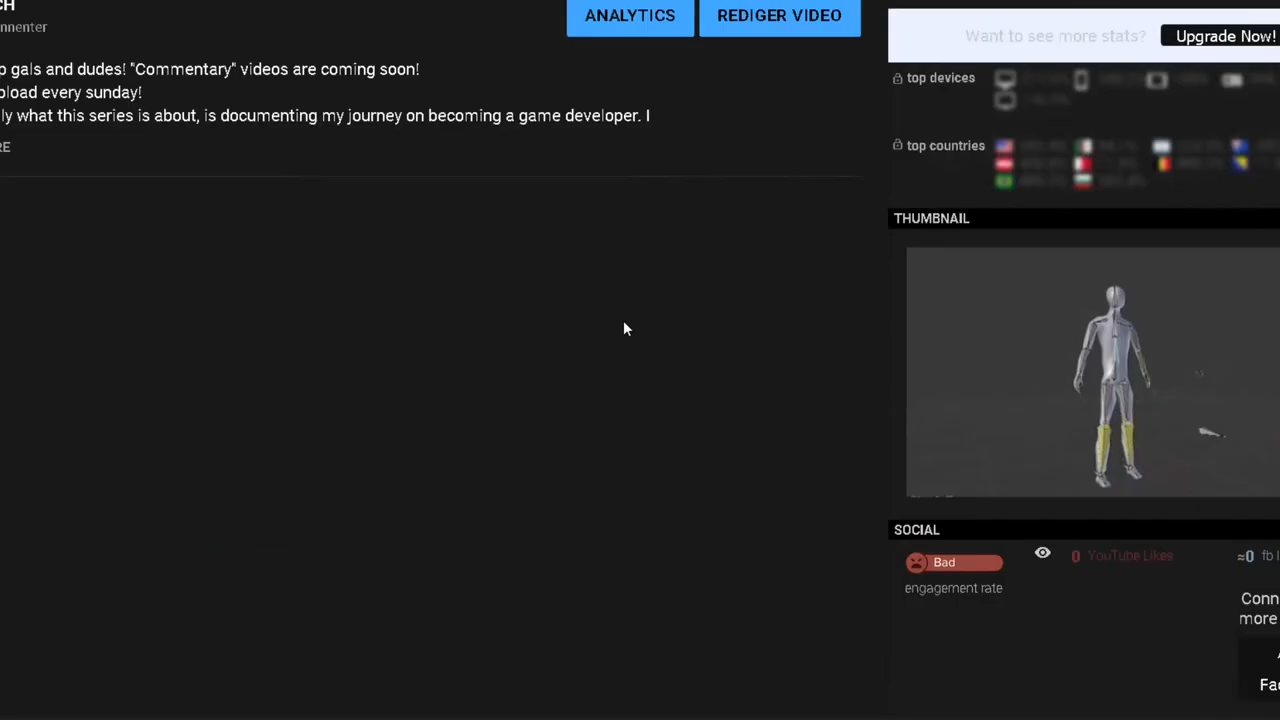 CH
nnenter
ANALYTICS
REDIGER VIDEO
p gals and dudes! "Commentary" videos are coming soon!
pload every sunday!
ly what this series is about, is documenting my journey on becoming a game developer. I
RE
Want to see more stats?
Upgrade Now!
top devices
top countries
THUMBNAIL
SOCIAL
Bad
engagement rate
0 YouTube Likes
≈0 fb l
Conn
more
Fac